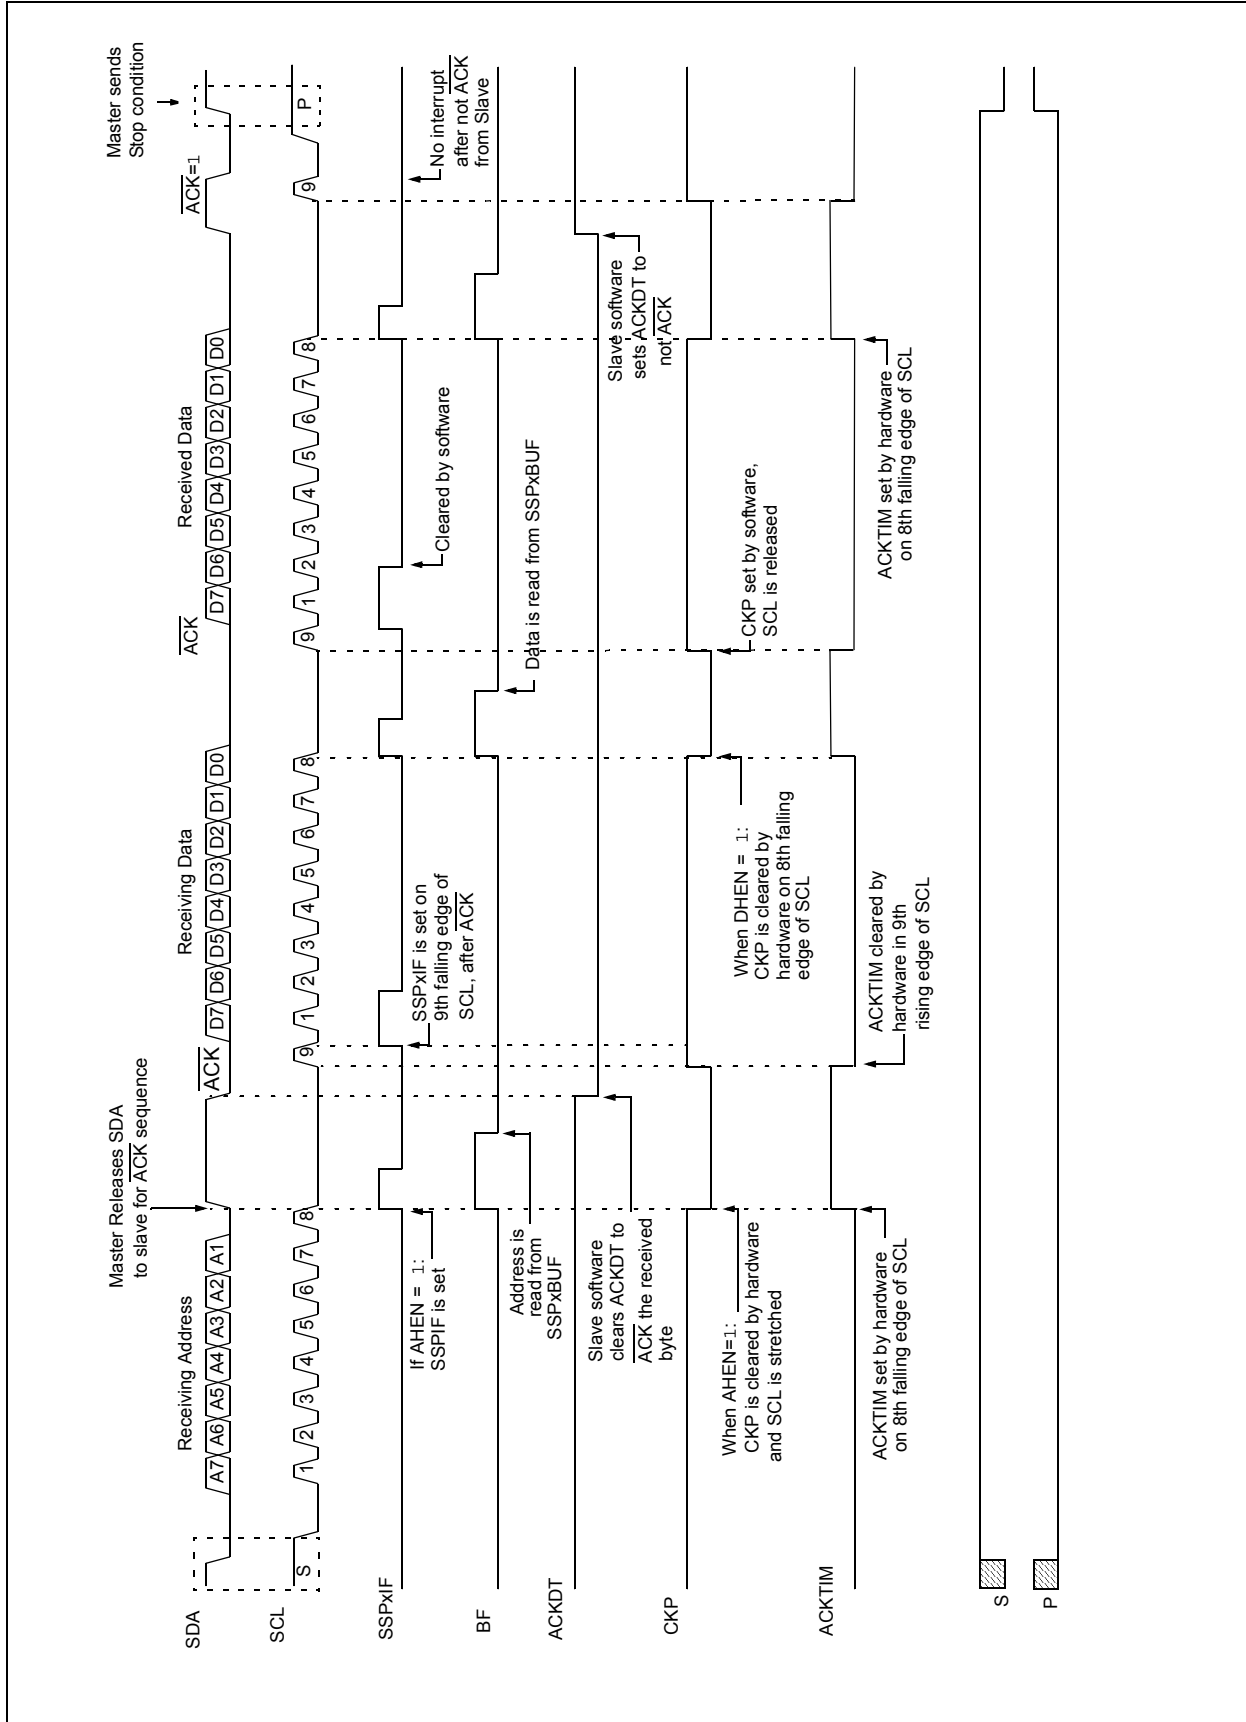 Master Releases SDA
to slave for ACK sequence
Master sends
Stop condition
Receiving Address
Receiving Data
Received Data
ACK
ACK
ACK=1
SDA
A7 A6 A5 A4 A3 A2 A1
D7 D6 D5 D4 D3 D2 D1 D0
D7 D6 D5 D4 D3 D2 D1 D0
SCL
S
1 2 3 4 5 6 7 8 9
1 2 3 4 5 6 7 8 9
1 2 3 4 5 6 7 8 9
P
SSPxIF
If AHEN = 1:
SSPIF is set
SSPxIF is set on
9th falling edge of
SCL, after ACK
Cleared by software
No interrupt
after not ACK
from Slave
BF
Address is
read from
SSPxBUF
Data is read from SSPxBUF
ACKDT
Slave software
clears ACKDT to
ACK the received
byte
Slave software
sets ACKDT to
not ACK
CKP
When AHEN=1:
CKP is cleared by hardware
and SCL is stretched
When DHEN = 1:
CKP is cleared by
hardware on 8th falling
edge of SCL
CKP set by software,
SCL is released
ACKTIM
ACKTIM set by hardware
on 8th falling edge of SCL
ACKTIM cleared by
hardware in 9th
rising edge of SCL
ACKTIM set by hardware
on 8th falling edge of SCL
S
P